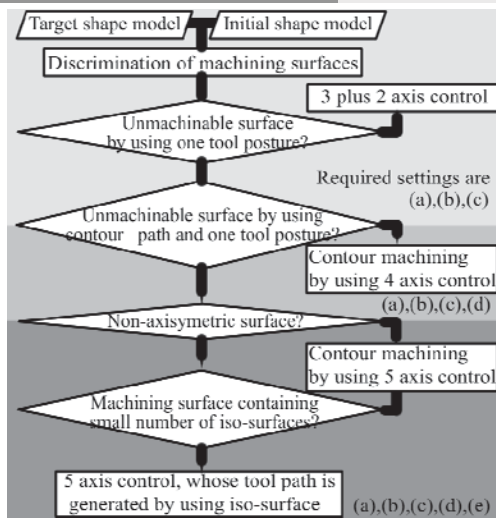 Target shape model
Initial shape model
Discrimination of machining surfaces
3 plus 2 axis control
Unmachinable surface
by using one tool posture?
Required settings are
(a),(b),(c)
Unmachinable surface by using
contour path and one tool posture?
Contour machining
by using 4 axis control
(a),(b),(c),(d)
Non-axisymetric surface?
Contour machining
by using 5 axis control
Machining surface containing
small number of iso-surfaces?
5 axis control, whose tool path is
generated by using iso-surface
(a),(b),(c),(d),(e)